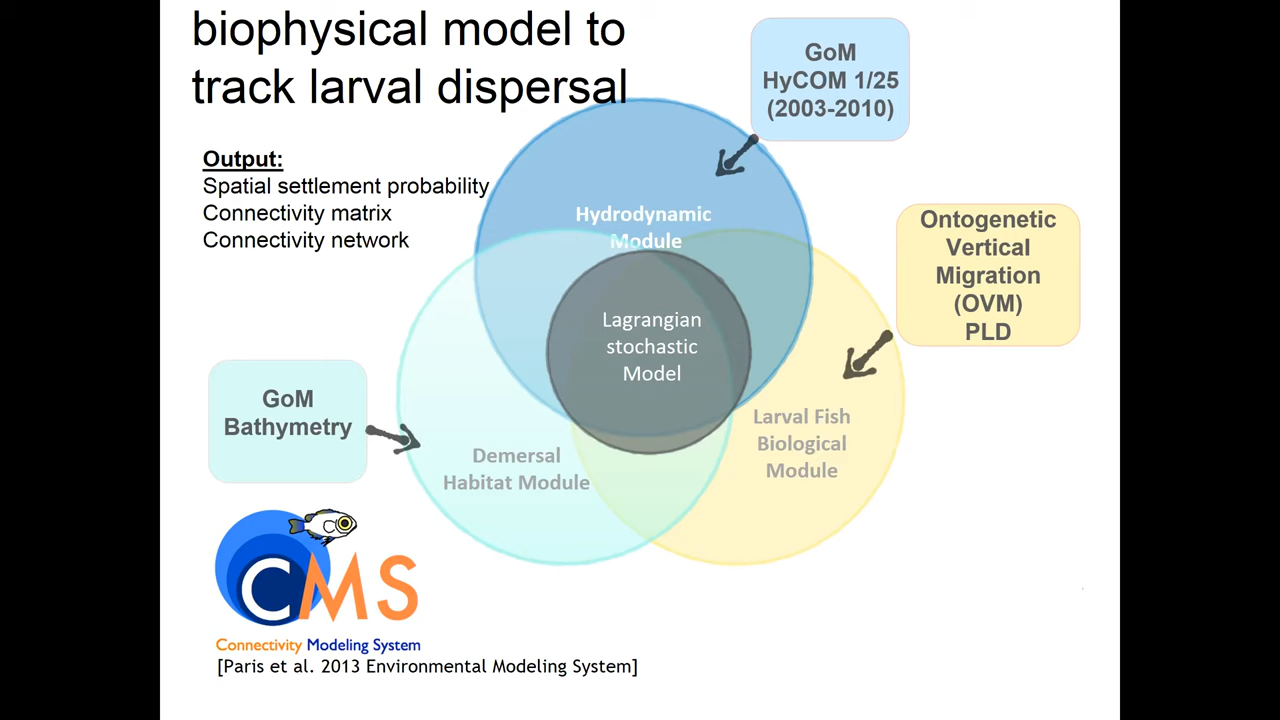 biophysical model to
track larval dispersal
Output:
Spatial settlement probability
Connectivity matrix
Connectivity network
GoM
HyCOM 1/25
(2003-2010)
Hydrodynamic
Module
Ontogenetic
Vertical
Migration
(OVM)
PLD
Lagrangian
stochastic
Model
GoM
Bathymetry
Larval Fish
Biological
Module
Demersal
Habitat Module
CMS
Connectivity Modeling System
[Paris et al. 2013 Environmental Modeling System]